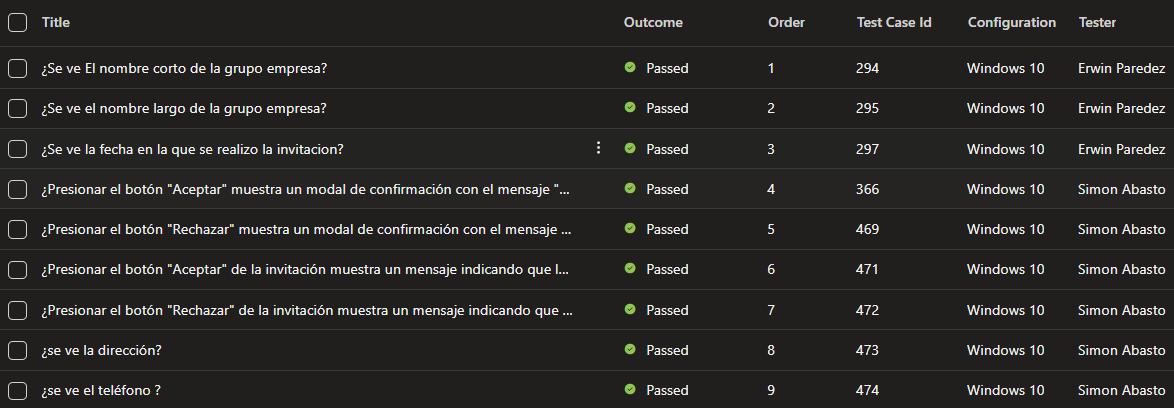 Title Outcome Order Test Case Id Configuration Tester
¿Se ve El nombre corto de la grupo empresa? Passed 1 294 Windows 10 Erwin Paredez
¿Se ve el nombre largo de la grupo empresa? Passed 2 295 Windows 10 Erwin Paredez
¿Se ve la fecha en la que se realizo la invitacion? Passed 3 297 Windows 10 Erwin Paredez
¿Presionar el botón "Aceptar" muestra un modal de confirmación con el mensaje "... Passed 4 366 Windows 10 Simon Abasto
¿Presionar el botón "Rechazar" muestra un modal de confirmación con el mensaje ... Passed 5 469 Windows 10 Simon Abasto
¿Presionar el botón "Aceptar" de la invitación muestra un mensaje indicando que l... Passed 6 471 Windows 10 Simon Abasto
¿Presionar el botón "Rechazar" de la invitación muestra un mensaje indicando que ... Passed 7 472 Windows 10 Simon Abasto
¿se ve la dirección? Passed 8 473 Windows 10 Simon Abasto
¿se ve el teléfono ? Passed 9 474 Windows 10 Simon Abasto